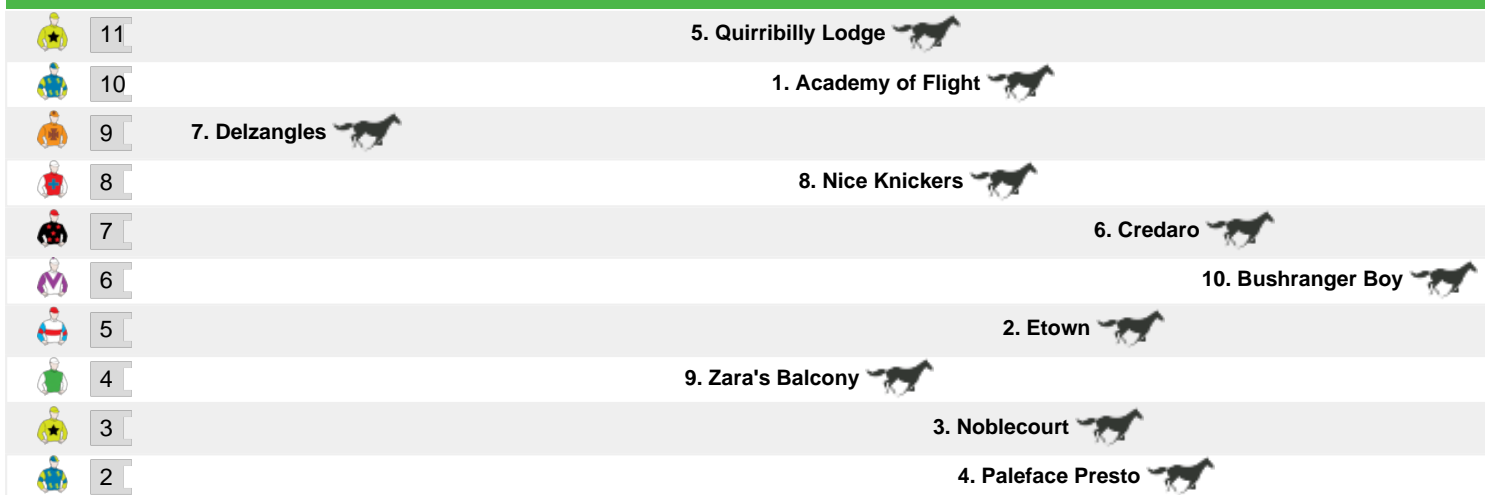 11 5. Quirribilly Lodge
10 1. Academy of Flight
9 7. Delzangles
8 8. Nice Knickers
7 6. Credaro
6 10. Bushranger Boy
5 2. Etown
4 9. Zara's Balcony
3 3. Noblecourt
2 4. Paleface Presto